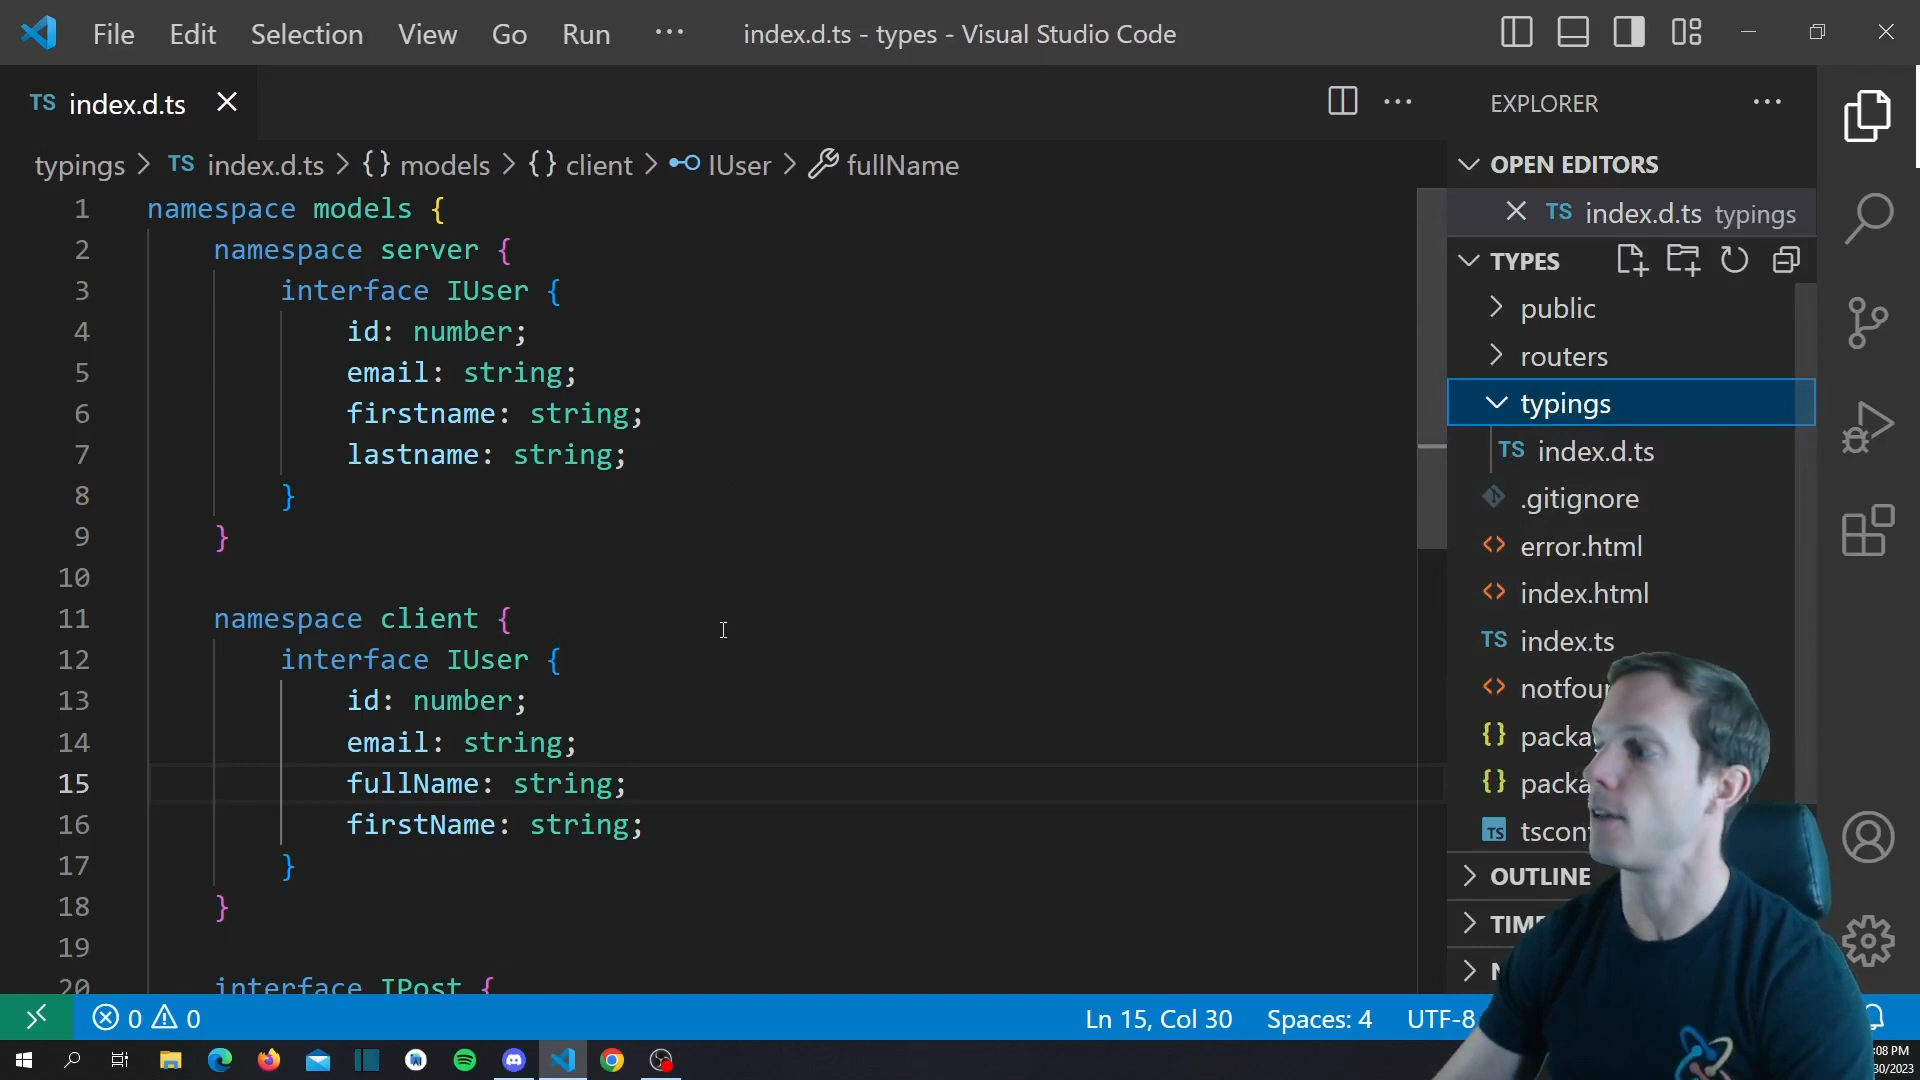 File Edit Selection View Go Run ··· index.d.ts - types - Visual Studio Code
TS index.d.ts
EXPLORER
typings > TS index.d.ts > {} models > {} client > IUser > fullName
OPEN EDITORS
TS index.d.ts typings
TYPES
public
routers
typings
TS index.d.ts
.gitignore
<> error.html
<> index.html
TS index.ts
<>
{}
{}
TS
OUTLINE
1 namespace models {
2 namespace server {
3 interface IUser {
4 id: number;
5 email: string;
6 firstname: string;
7 lastname: string;
8 }
9 }
10
11 namespace client {
12 interface IUser {
13 id: number;
14 email: string;
15 fullName: string;
16 firstName: string;
17 }
18 }
19
20 interface IPost {
0 0 Ln 15, Col 30 Spaces: 4 UTF-8
:08 PM
30/2023